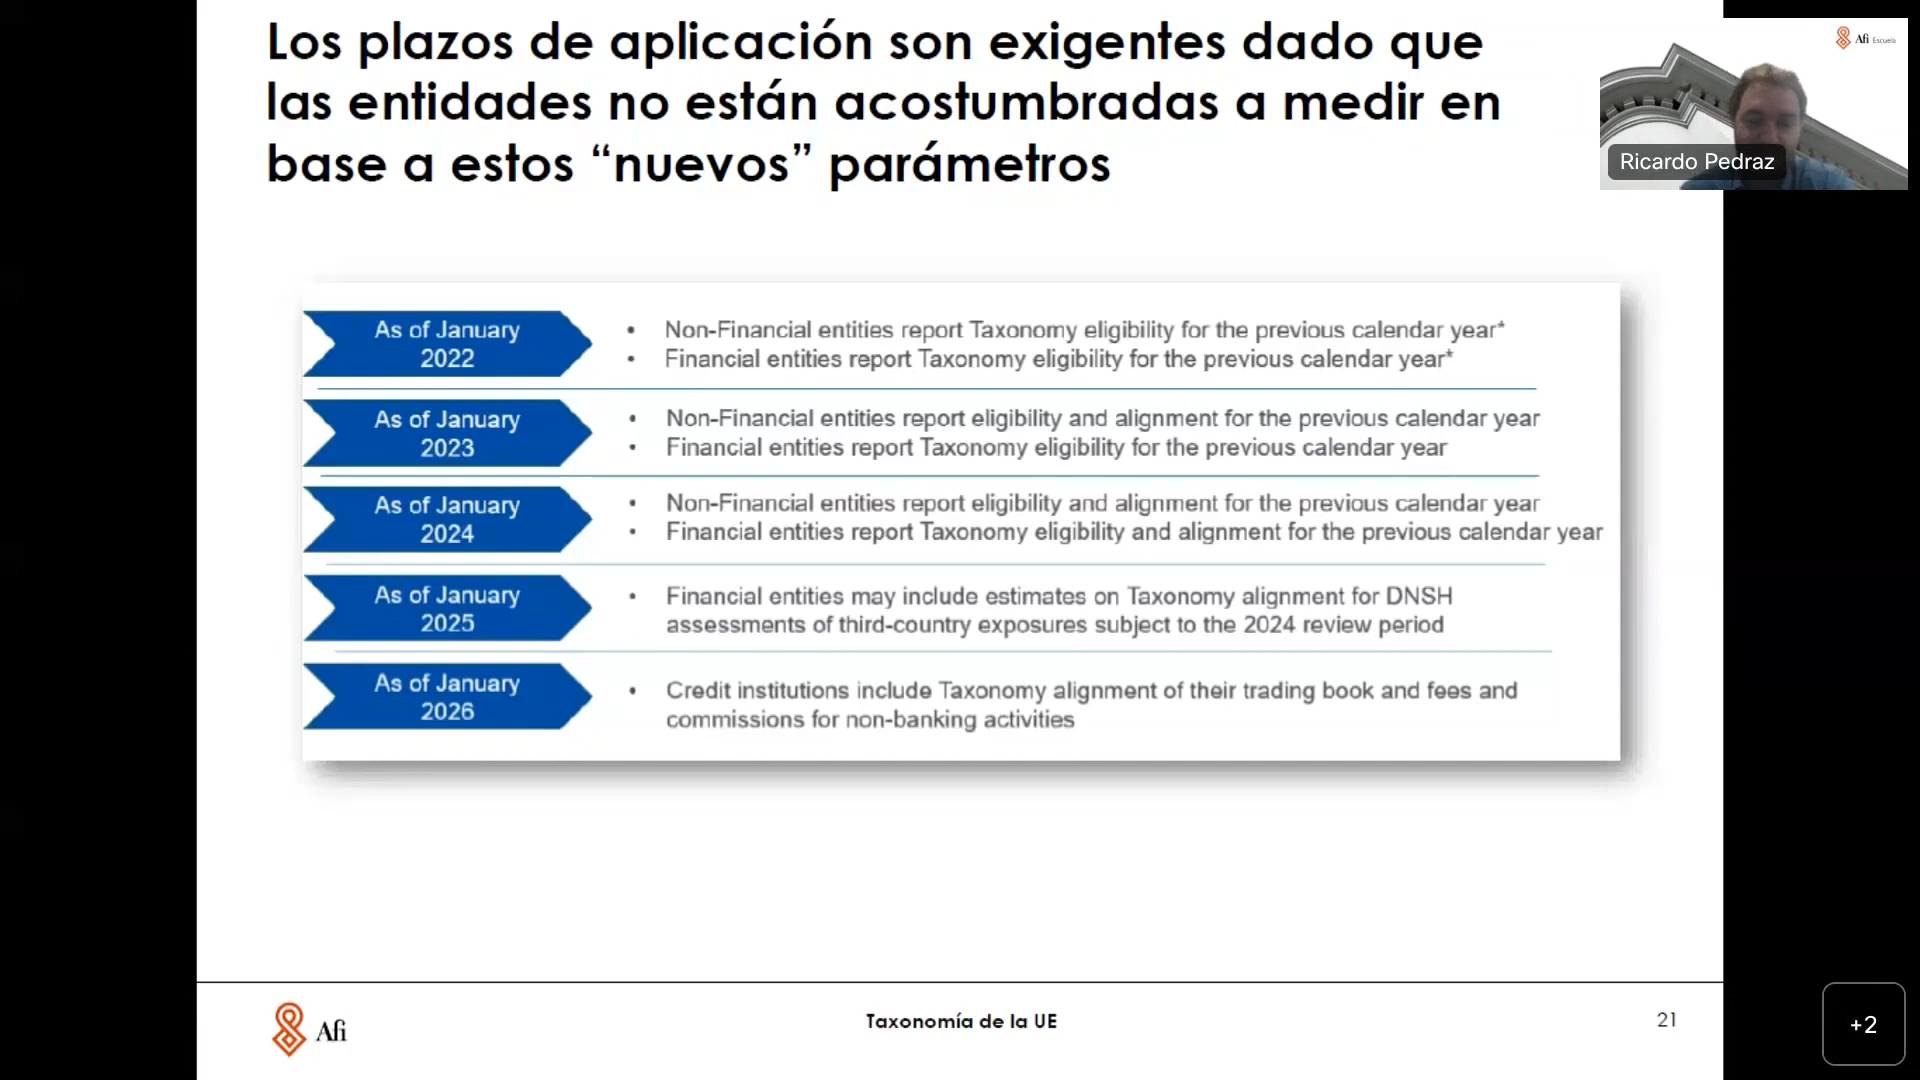 Los plazos de aplicación son exigentes dado que
las entidades no están acostumbradas a medir en
base a estos “nuevos” parámetros
Afi Escuela
Ricardo Pedraz
As of January
2022
• Non-Financial entities report Taxonomy eligibility for the previous calendar year*
• Financial entities report Taxonomy eligibility for the previous calendar year*
As of January
2023
• Non-Financial entities report eligibility and alignment for the previous calendar year
• Financial entities report Taxonomy eligibility for the previous calendar year
As of January
2024
• Non-Financial entities report eligibility and alignment for the previous calendar year
• Financial entities report Taxonomy eligibility and alignment for the previous calendar year
As of January
2025
• Financial entities may include estimates on Taxonomy alignment for DNSH
assessments of third-country exposures subject to the 2024 review period
As of January
2026
• Credit institutions include Taxonomy alignment of their trading book and fees and
commissions for non-banking activities
Afi
Taxonomía de la UE
21
+2